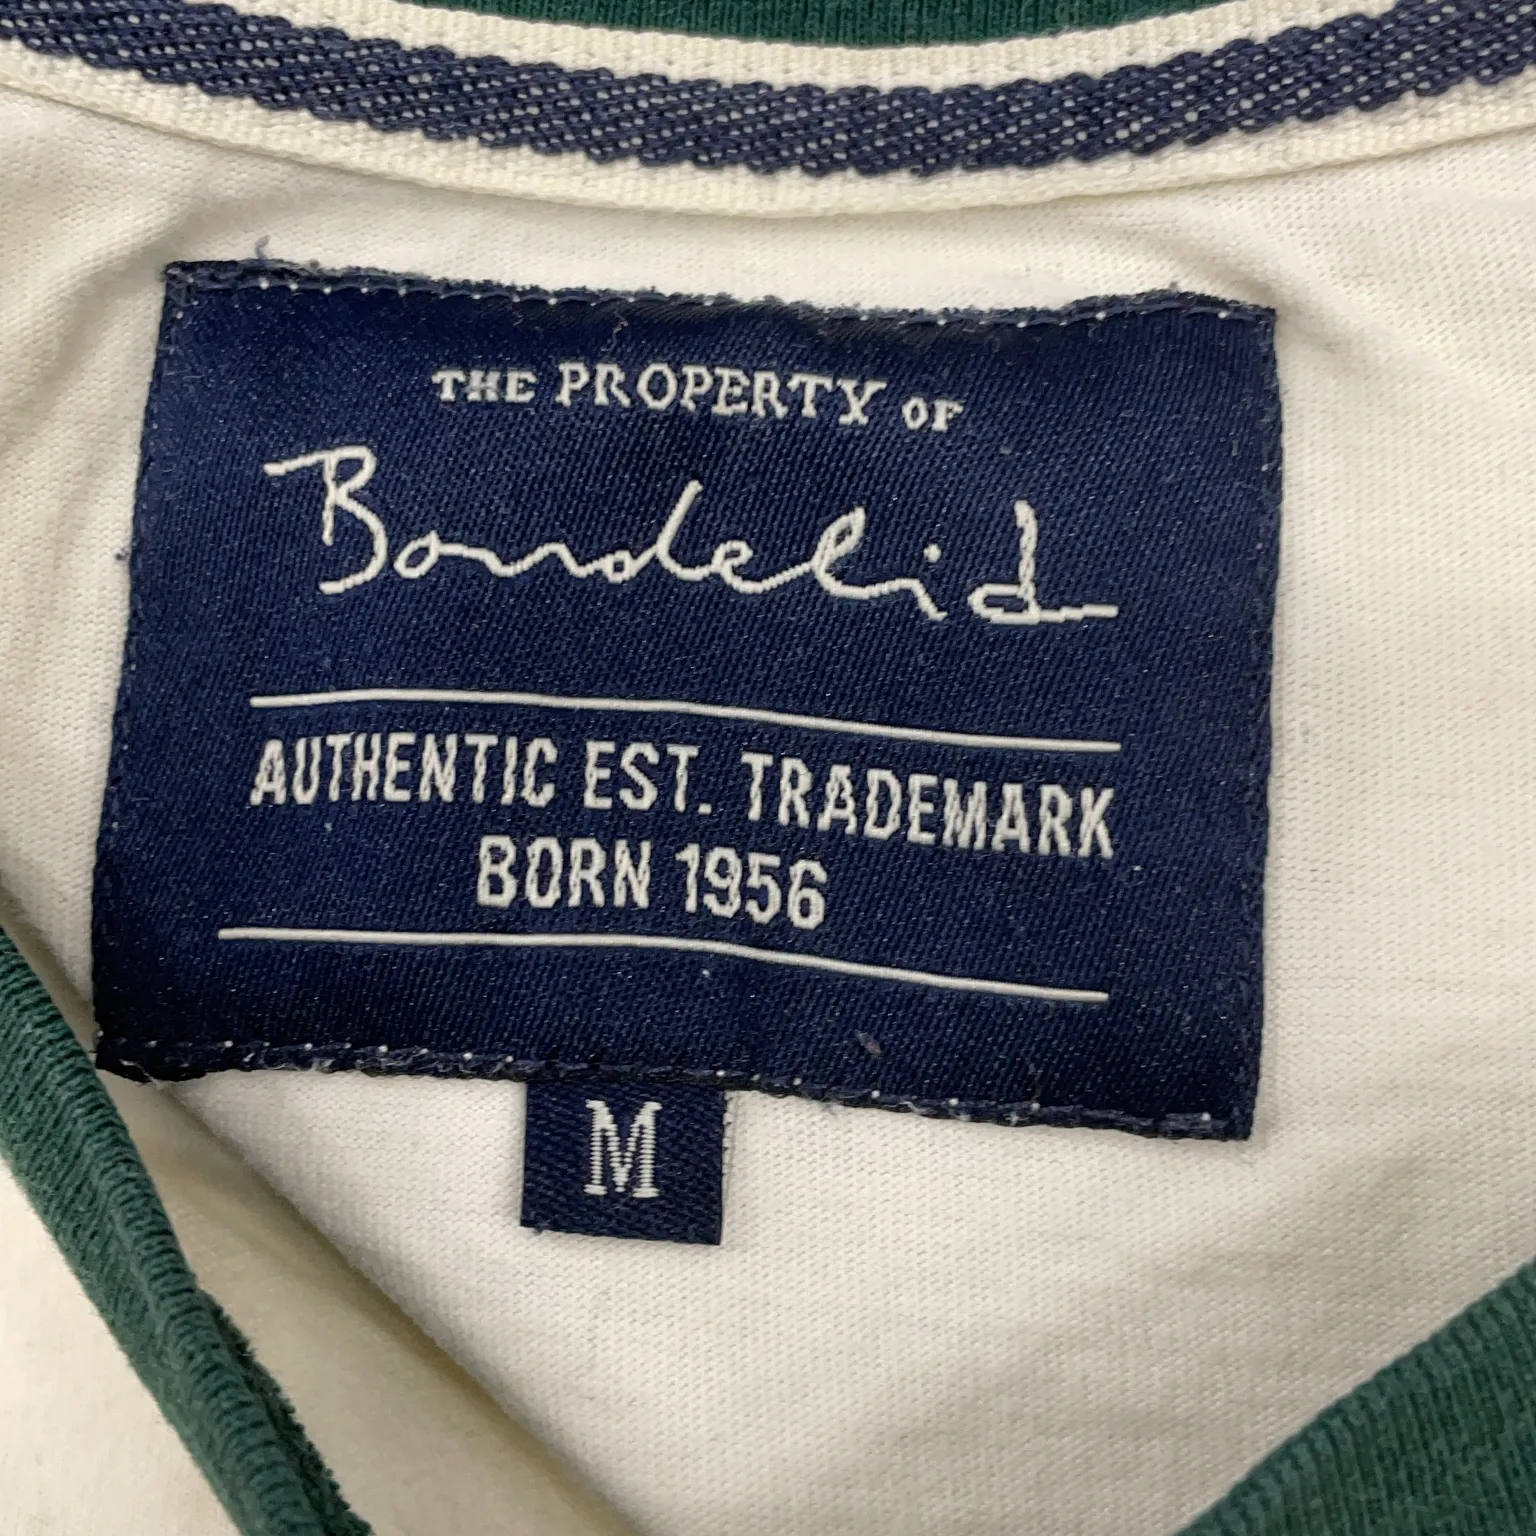 THE PROPERTY OF
Bondelid
AUTHENTIC EST. TRADEMARK
BORN 1956
M